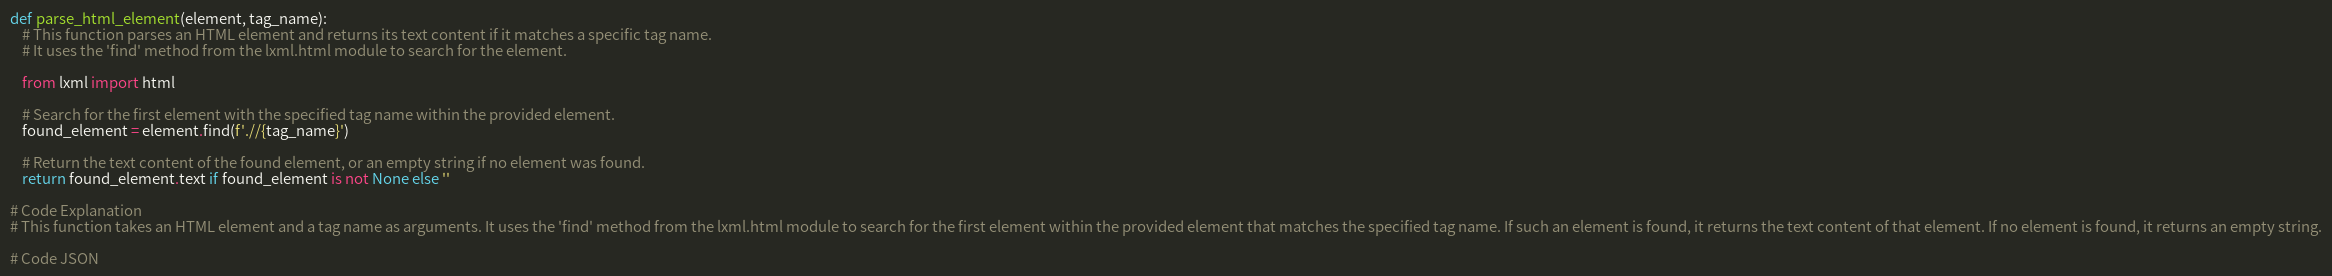 def parse_html_element(element, tag_name):
# This function parses an HTML element and returns its text content if it matches a specific tag name.
# It uses the 'find' method from the lxml.html module to search for the element.
from lxml import html
# Search for the first element with the specified tag name within the provided element.
found_element = element.find(f'.//{tag_name}')
# Return the text content of the found element, or an empty string if no element was found.
return found_element.text if found_element is not None else ''
# Code Explanation
# This function takes an HTML element and a tag name as arguments. It uses the 'find' method from the lxml.html module to search for the first element within the provided element that matches the specified tag name. If such an element is found, it returns the text content of that element. If no element is found, it returns an empty string.
# Code JSON